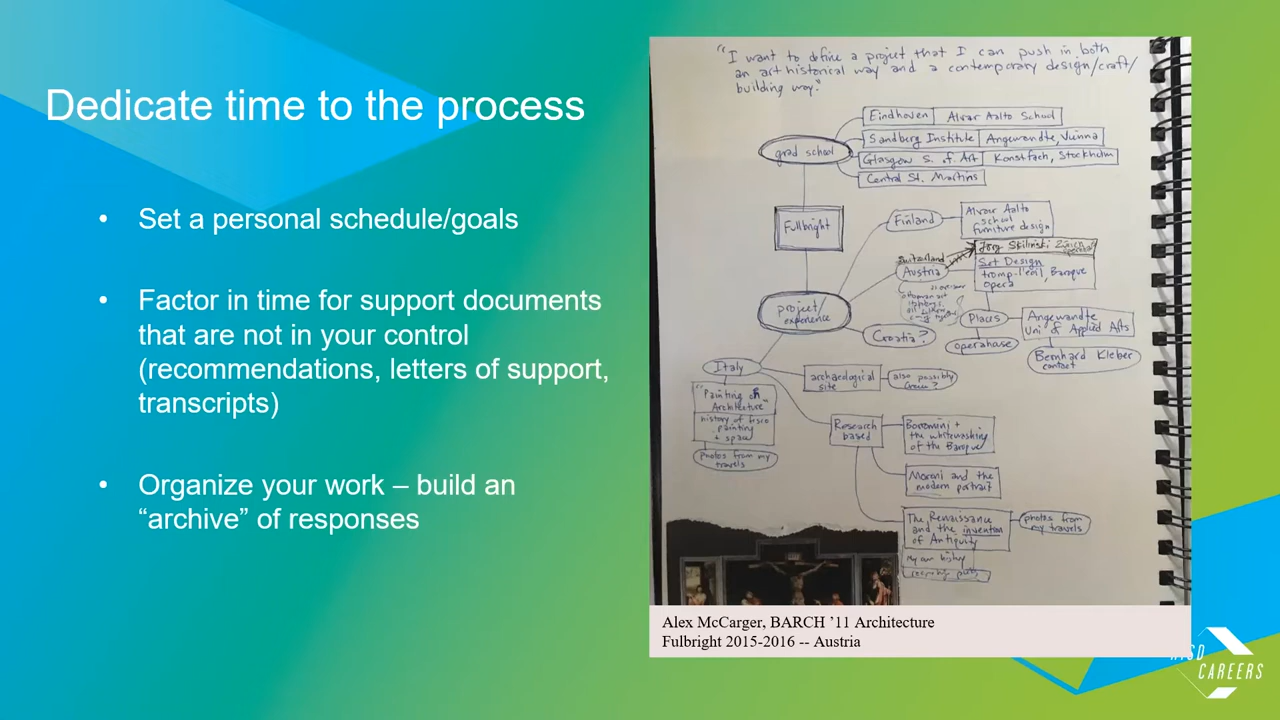 Dedicate time to the process
• Set a personal schedule/goals
• Factor in time for support documents
that are not in your control
(recommendations, letters of support,
transcripts)
• Organize your work – build an
“archive” of responses
"I want to define a project that I can push in both
an art historical way and a contemporary design/craft/
building way."
grad school
Eindhoven
Alvar Aalto School
Sandberg Institute
Angewandte, Vienna
Glasgow S. of Art
Konstfach, Stockholm
Central St. Martins
Fullbright
Finland
Alvar Aalto
school
furniture design
Switzerland
Austria
Zürich
Set Design
tromp-l'oeil, Baroque
opera
project/
experience
Places
operahouse
Angewandte
Uni of Applied Arts
Bernhard Kleber
contact
Croatia?
Italy
archaeological
site
also possibly
"Painting
Architecture"
history of
painting
+ space
photos from my
travels
Research
based
Borromini +
the whitewashing
of the Baroque
Moroni and the
modern portrait
The Renaissance
and the invention
of Antiquity
photos from
my travels
Alex McCarger, BARCH ’11 Architecture
Fulbright 2015-2016 -- Austria
RISD
CAREERS